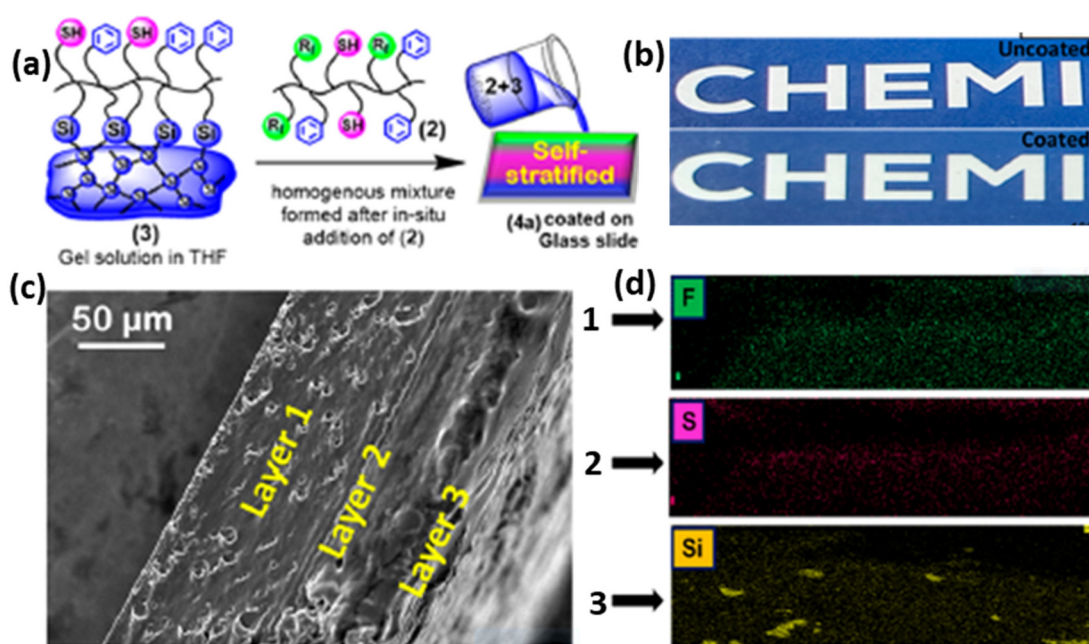 (a)
SH
SH
Rf
SH
Rf
Rf
Rf
SH
(2)
2+3
Si
Si
Si
Si
Self-
stratified
homogenous mixture
formed after in-situ
addition of (2)
(3)
Gel solution in THF
(4a) coated on
Glass slide
(b)
Uncoated
CHEMI
Coated
CHEMI
(c)
50 µm
Layer 1
Layer 2
Layer 3
(d)
F
1
S
2
Si
3